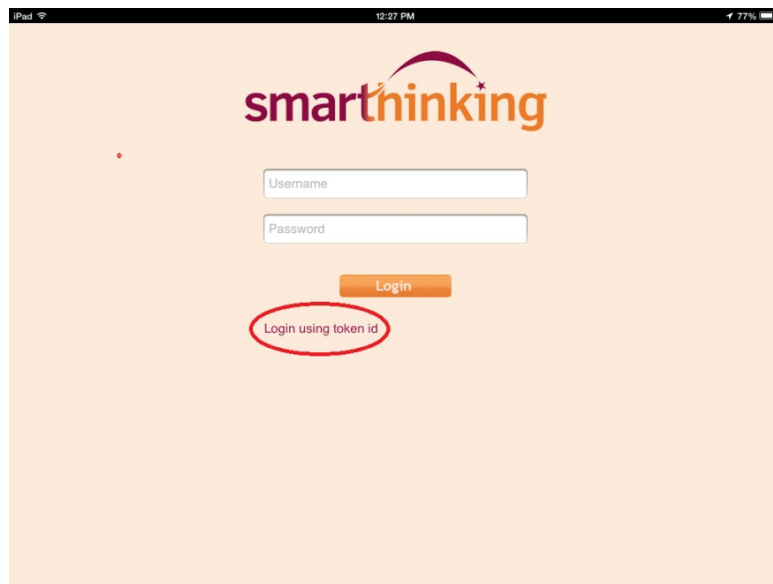 iPad 12:27 PM 77%
smarthinking
Username
Password
Login
Login using token id